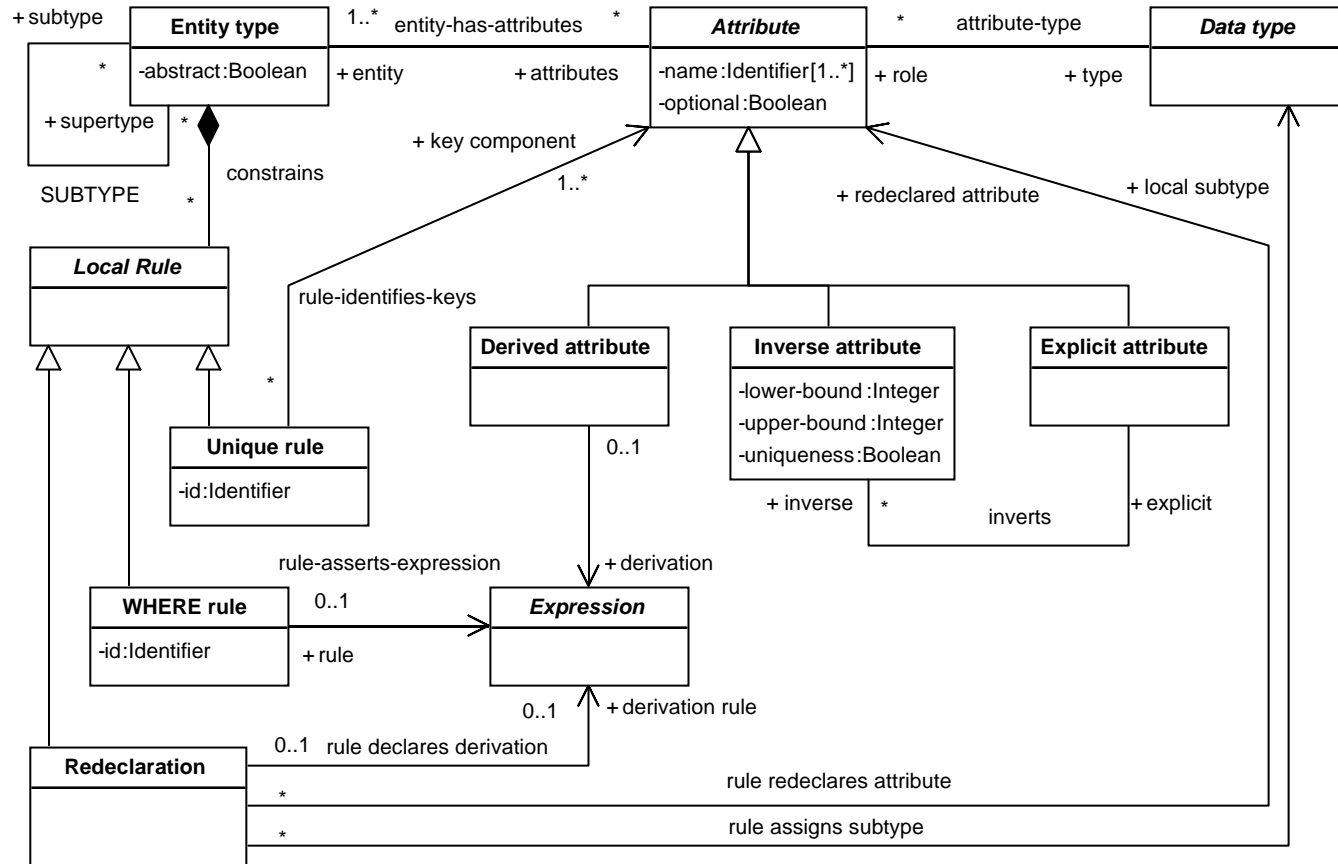 + subtype
Entity type
1..*
entity-has-attributes
*
Attribute
*
attribute-type
Data type
*
-abstract:Boolean
+ entity
+ attributes
-name:Identifier[1..*]
+ role
+ type
-optional:Boolean
+ supertype
*
+ key component
1..*
constrains
SUBTYPE
*
+ redeclared attribute
+ local subtype
Local Rule
rule-identifies-keys
Derived attribute
Inverse attribute
Explicit attribute
*
-lower-bound:Integer
-upper-bound:Integer
-uniqueness:Boolean
Unique rule
-id:Identifier
0..1
+ inverse
*
inverts
+ explicit
rule-asserts-expression
+ derivation
WHERE rule
0..1
Expression
-id:Identifier
+ rule
0..1
+ derivation rule
0..1
rule declares derivation
Redeclaration
*
rule redeclares attribute
*
rule assigns subtype